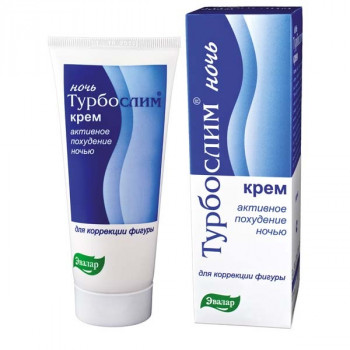 ночь
Турбослим®
крем
активное
похудение
ночью
для коррекции фигуры
Эвалар
Турбослим® ночь
крем
активное
похудение
ночью
для коррекции фигуры
Эвалар